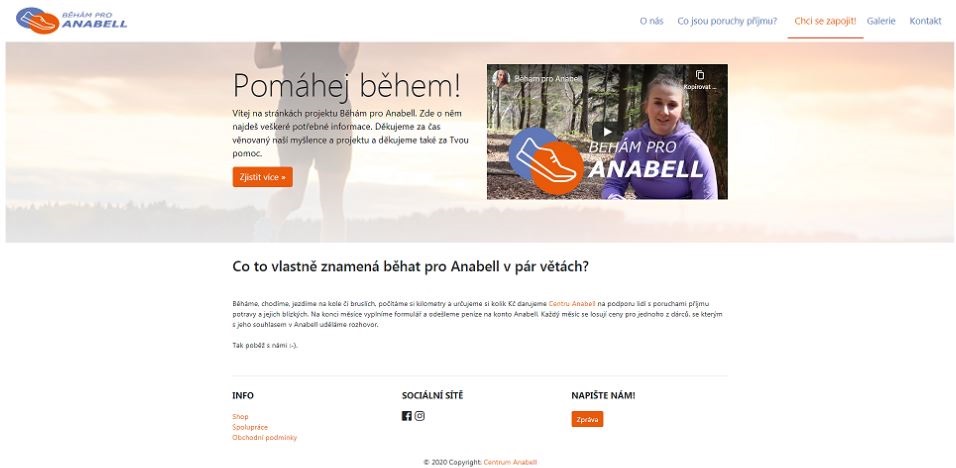 BĚHÁM PRO
ANABELL
O nás
Co jsou poruchy příjmu?
Chci se zapojit!
Galerie
Kontakt
Pomáhej během!
Vítej na stránkách projektu Běhám pro Anabell. Zde o něm
najdeš veškeré potřebné informace. Děkujeme za čas
věnovaný naší myšlence a projektu a děkujeme také za Tvou
pomoc.
Zjistit více »
Běhám pro Anabell
Kopírovat ...
BĚHÁM PRO
ANABELL
Co to vlastně znamená běhat pro Anabell v pár větách?
Běháme, chodíme, jezdíme na kole či bruslích, počítáme si kilometry a určujeme si kolik Kč darujeme Centru Anabell na podporu lidí s poruchami příjmu
potravy a jejich blízkých. Na konci měsíce vyplníme formulář a odešleme peníze na konto Anabell. Každý měsíc se losují ceny pro jednoho z dárců, se kterým
s jeho souhlasem v Anabell uděláme rozhovor.
Tak poběž s námi :-).
INFO
Shop
Spolupráce
Obchodní podmínky
SOCIÁLNÍ SÍTĚ
NAPIŠTE NÁM!
Zpráva
© 2020 Copyright: Centrum Anabell